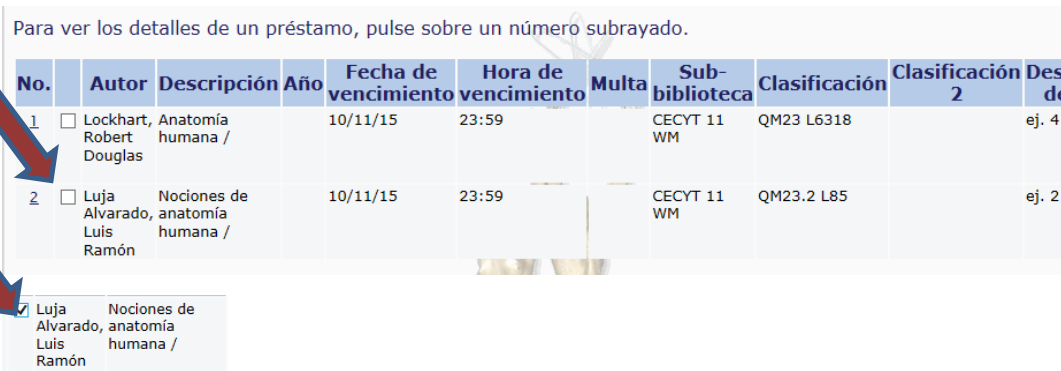 Para ver los detalles de un préstamo, pulse sobre un número subrayado.
No. Autor Descripción Año Fecha de vencimiento Hora de vencimiento Multa Sub-biblioteca Clasificación Clasificación 2
1 Lockhart, Robert Douglas Anatomía humana / 10/11/15 23:59 CECYT 11 WM QM23 L6318 ej. 4
2 Luja Alvarado, Luis Ramón Nociones de anatomía humana / 10/11/15 23:59 CECYT 11 WM QM23.2 L85 ej. 2
Luja Nociones de
Alvarado, anatomía
Luis humana /
Ramón